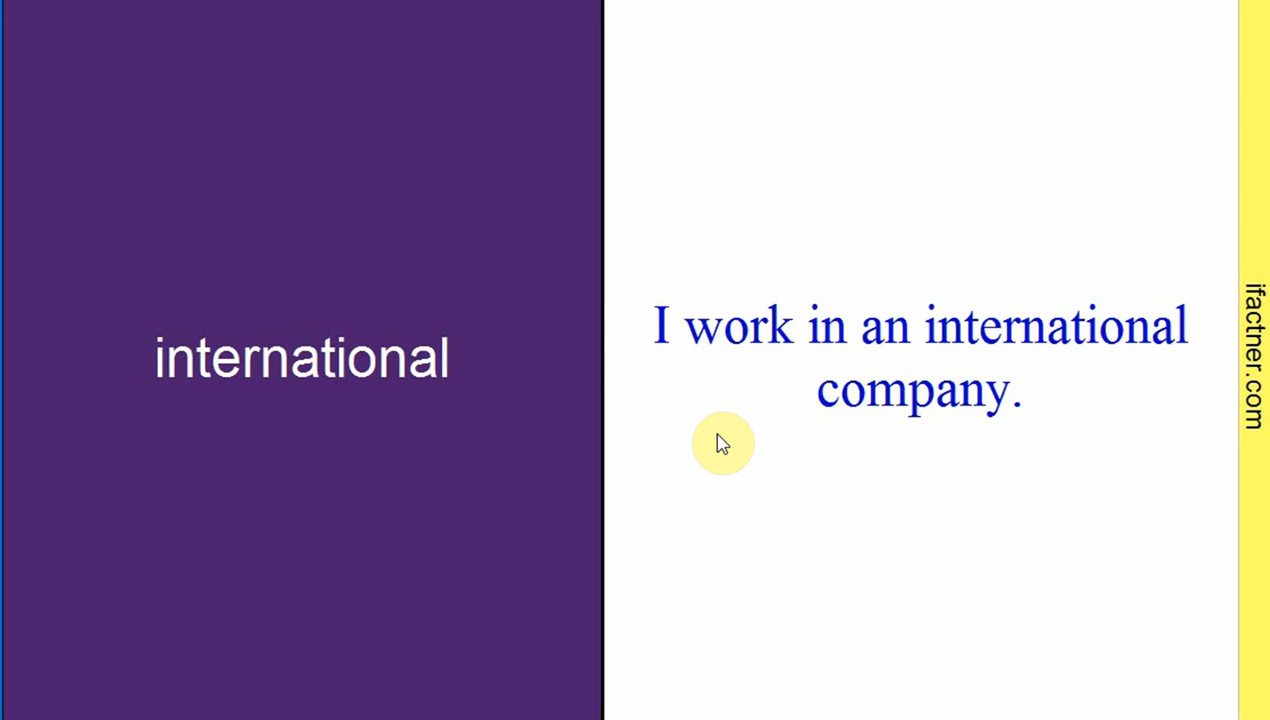 international
I work in an international
company.
ifactner.com